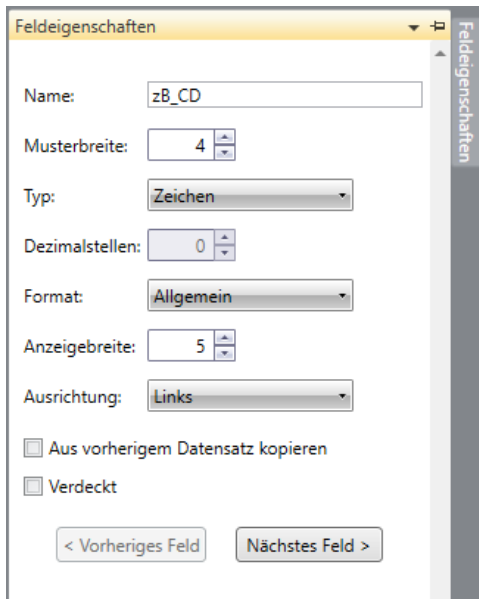 Feldeigenschaften
Feldeigenschaften
Name: zB_CD
Musterbreite: 4
Typ: Zeichen
Dezimalstellen: 0
Format: Allgemein
Anzeigebreite: 5
Ausrichtung: Links
Aus vorherigem Datensatz kopieren
Verdeckt
< Vorheriges Feld Nächstes Feld >